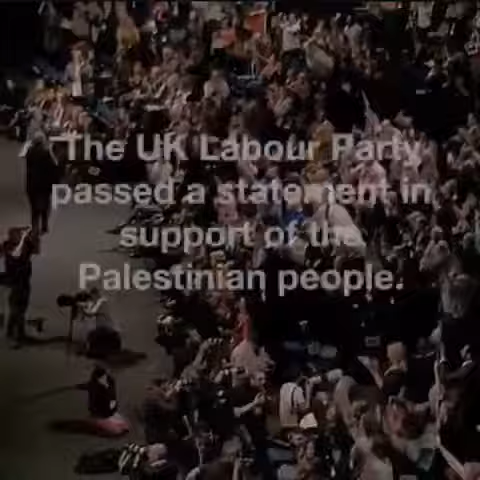 The UK Labour Party
passed a statement in
support of the
Palestinian people.